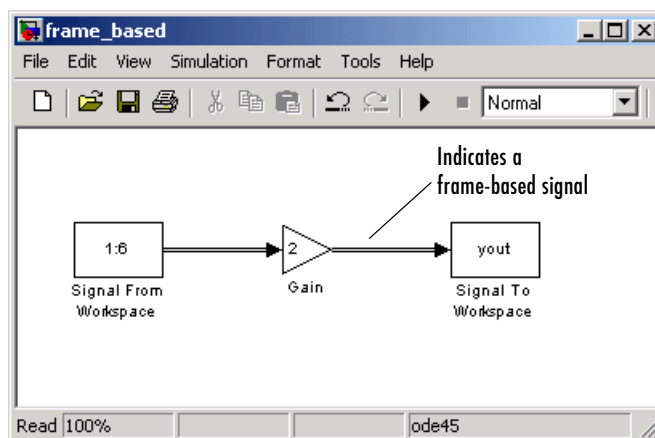 frame_based
File Edit View Simulation Format Tools Help
Normal
Indicates a
frame-based signal
1:6
2
yout
Signal From
Workspace
Gain
Signal To
Workspace
Read 100% ode45